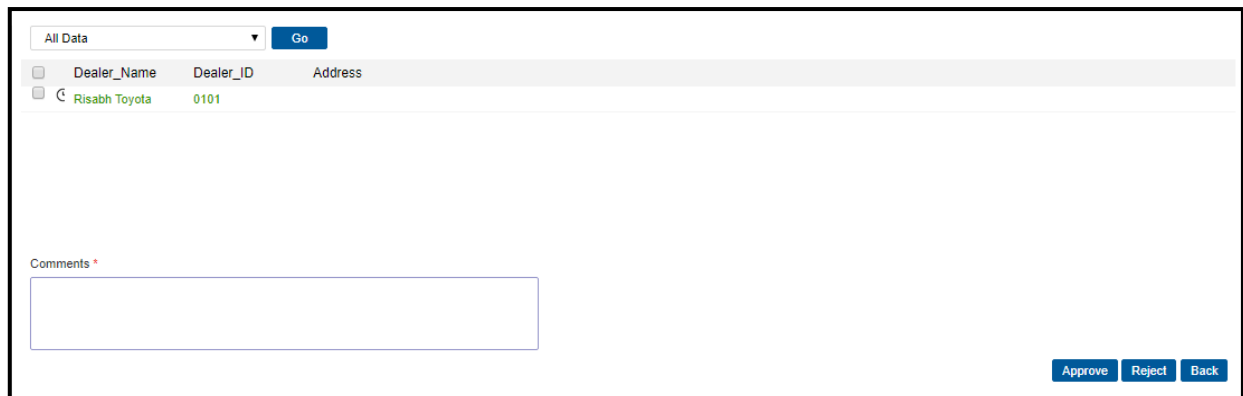 All Data Go
Dealer_Name Dealer_ID Address
Risabh Toyota 0101
Comments *
Approve Reject Back